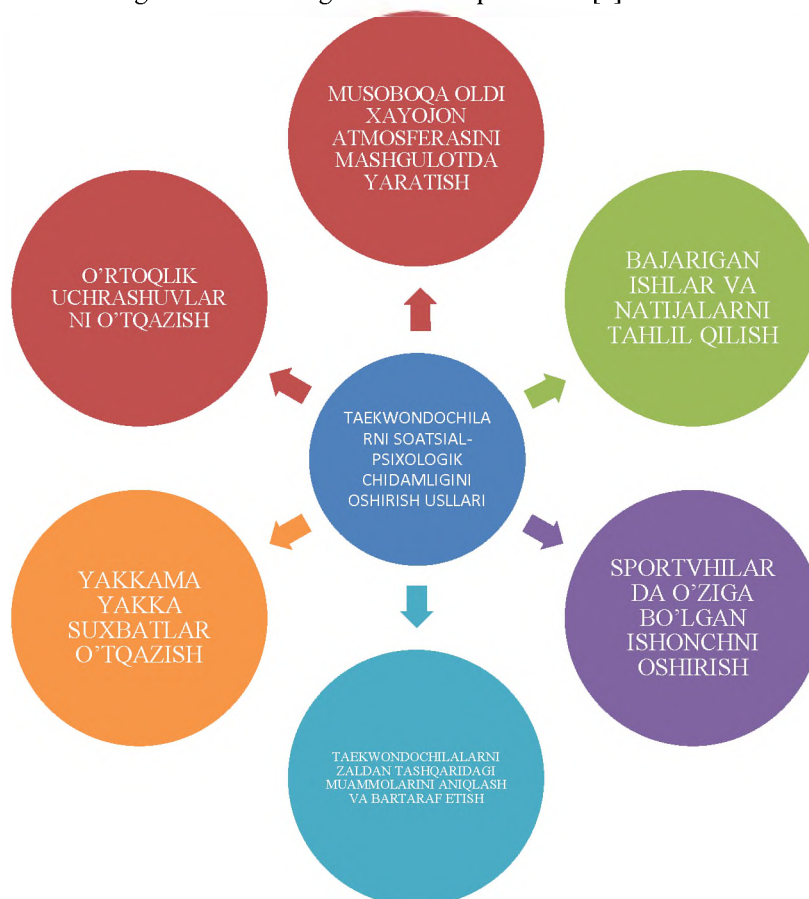 MUSOBOQA OLDI
XAYOJON
ATMOSFERASINI
MASHGULOTDA
YARATISH
O'RTOQLIK
UCHRASHUVLAR
NI O'TQAZISH
BAJARIGAN
ISHLAR VA
NATIJALARNI
TAHLIL QILISH
TAEKWONDOCHILA
RNI SOATSIAL-
PSIXOLOGIK
CHIDAMLIGINI
OSHIRISH USLLARI
YAKKAMA
YAKKA
SUXBATLAR
O'TQAZISH
SPORTVHILAR
DA O'ZIGA
BO'LGAN
ISHONCHNI
OSHIRISH
TAEKWONDOCHILALARNI
ZALDAN TASHQARIDAGI
MUAMMOLARINI ANIQLASH
VA BARTARAF ETISH